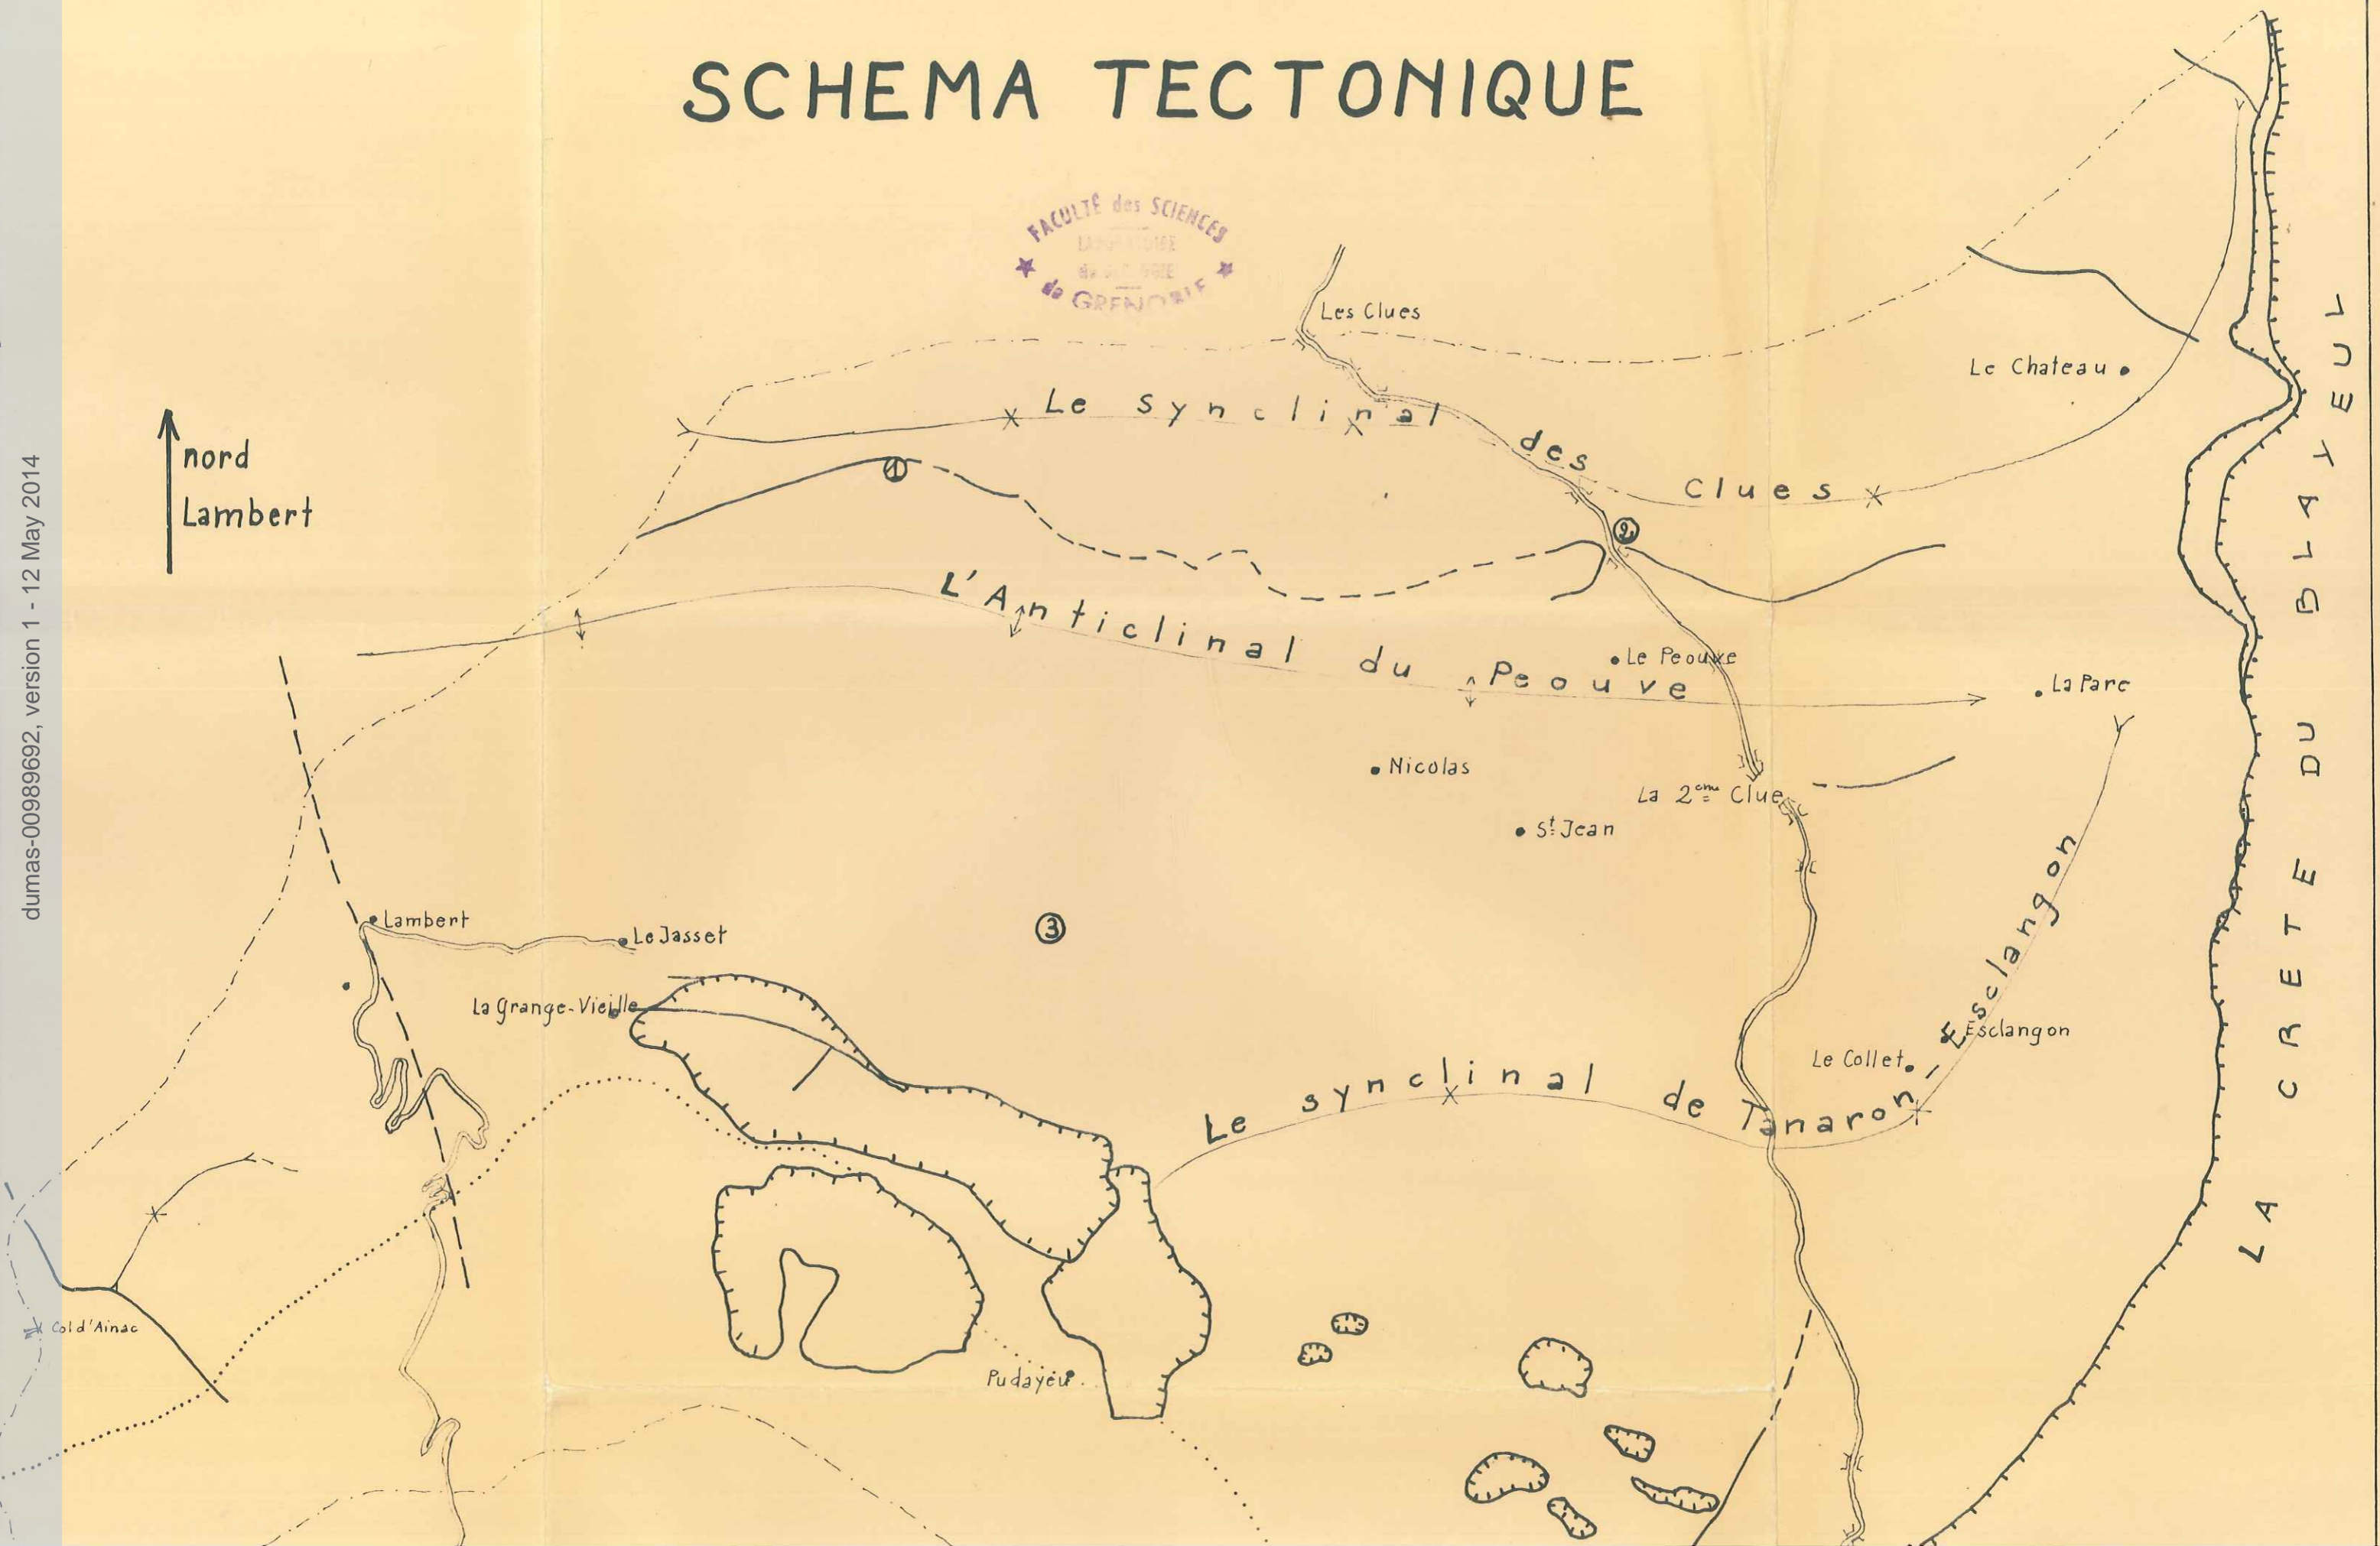 SCHEMA TECTONIQUE
FACULTÉ des SCIENCES
de GRENOBLE
Les Clues
Le Chateau
nord
Lambert
Le synclinal des Clues
1
2
L'Anticlinal du Peouve
Le Peouve
La Pare
Nicolas
La 2ème Clue
St Jean
LA CRETE DU BLAYEUL
Lambert
Le Jasset
3
La Grange-Vieille
Esclangon
Le Collet
Le synclinal de Tanaron - Esclangon
Col d'Ainac
Pudayeu
dumas-00989692, version 1 - 12 May 2014